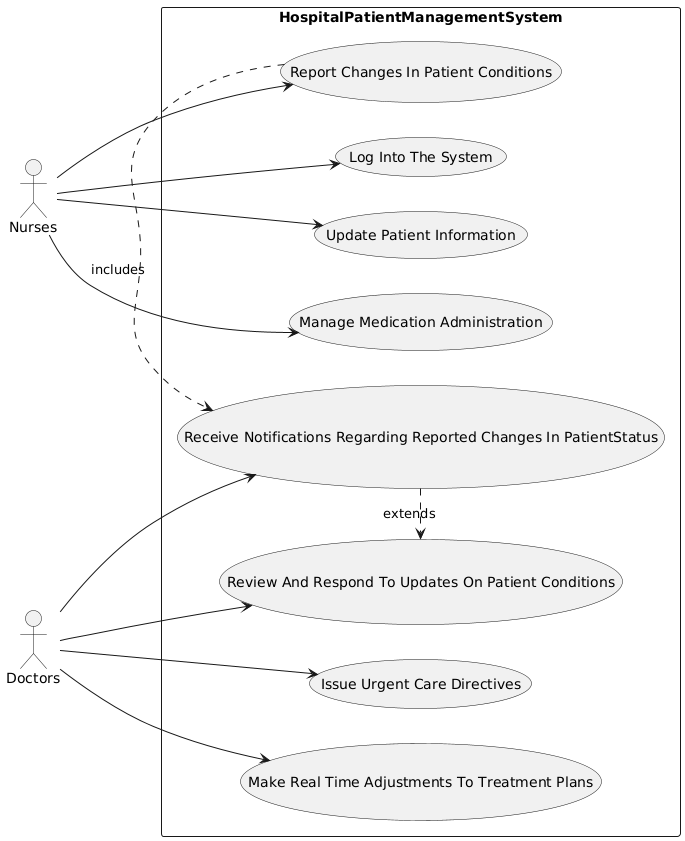 HospitalPatientManagementSystem
Report Changes In Patient Conditions
Log Into The System
Nurses
Update Patient Information
includes
Manage Medication Administration
Receive Notifications Regarding Reported Changes In PatientStatus
extends
Review And Respond To Updates On Patient Conditions
Doctors
Issue Urgent Care Directives
Make Real Time Adjustments To Treatment Plans